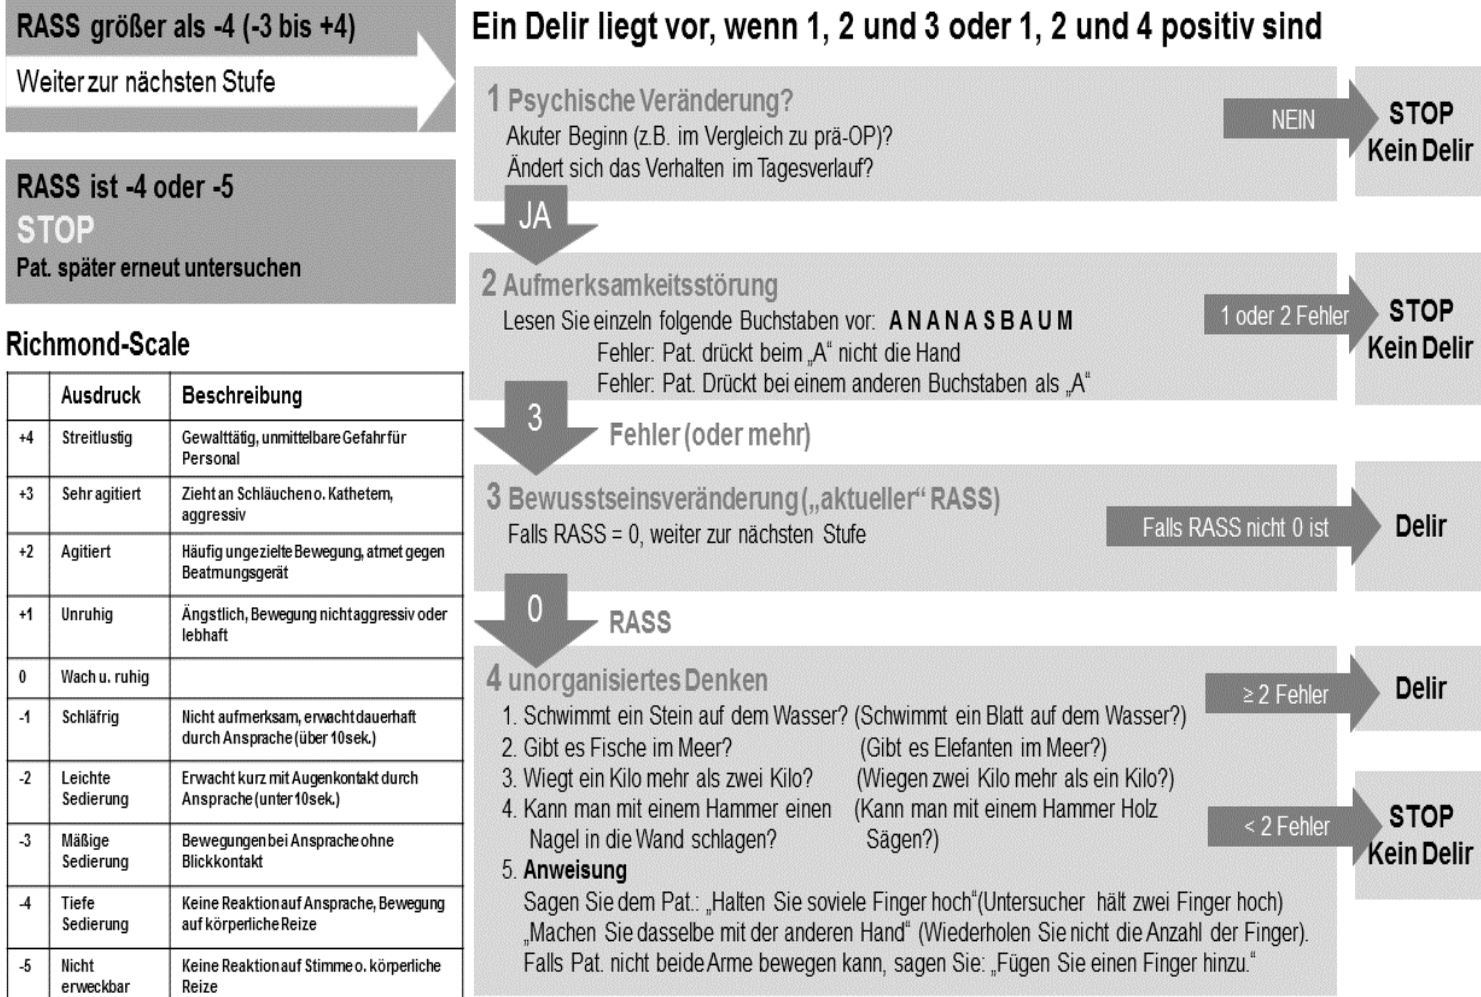 RASS größer als -4 (-3 bis +4)
Weiter zur nächsten Stufe
RASS ist -4 oder -5
STOP
Pat. später erneut untersuchen
Richmond-Scale
Ausdruck Beschreibung
+4 Streitlustig Gewalttätig, unmittelbare Gefahr für
Personal
+3 Sehr agitiert Zieht an Schläuchen o. Kathetern,
aggressiv
+2 Agitiert Häufig ungezielte Bewegung, atmet gegen
Beatmungsgerät
+1 Unruhig Ängstlich, Bewegung nicht aggressiv oder
lebhaft
0 Wach u. ruhig
-1 Schläfrig Nicht aufmerksam, erwacht dauerhaft
durch Ansprache (über 10sek.)
-2 Leichte Erwacht kurz mit Augenkontakt durch
Sedierung Ansprache (unter 10sek.)
-3 Mäßige Bewegungen bei Ansprache ohne
Sedierung Blickkontakt
-4 Tiefe Keine Reaktion auf Ansprache, Bewegung
Sedierung auf körperliche Reize
-5 Nicht Keine Reaktion auf Stimme o. körperliche
erweckbar Reize
Ein Delir liegt vor, wenn 1, 2 und 3 oder 1, 2 und 4 positiv sind
1 Psychische Veränderung?
Akuter Beginn (z.B. im Vergleich zu prä-OP)?
Ändert sich das Verhalten im Tagesverlauf?
NEIN
STOP
Kein Delir
JA
2 Aufmerksamkeitsstörung
Lesen Sie einzeln folgende Buchstaben vor: A N A N A S B A U M
Fehler: Pat. drückt beim „A“ nicht die Hand
Fehler: Pat. Drückt bei einem anderen Buchstaben als „A“
1 oder 2 Fehler
STOP
Kein Delir
3
Fehler (oder mehr)
3 Bewusstseinsveränderung („aktueller“ RASS)
Falls RASS = 0, weiter zur nächsten Stufe
Falls RASS nicht 0 ist
Delir
0
RASS
4 unorganisiertes Denken
1. Schwimmt ein Stein auf dem Wasser? (Schwimmt ein Blatt auf dem Wasser?)
2. Gibt es Fische im Meer? (Gibt es Elefanten im Meer?)
3. Wiegt ein Kilo mehr als zwei Kilo? (Wiegen zwei Kilo mehr als ein Kilo?)
4. Kann man mit einem Hammer einen (Kann man mit einem Hammer Holz
Nagel in die Wand schlagen? Sägen?)
5. Anweisung
Sagen Sie dem Pat.: „Halten Sie soviele Finger hoch“(Untersucher hält zwei Finger hoch)
„Machen Sie dasselbe mit der anderen Hand“ (Wiederholen Sie nicht die Anzahl der Finger).
Falls Pat. nicht beide Arme bewegen kann, sagen Sie: „Fügen Sie einen Finger hinzu.“
≥ 2 Fehler
Delir
< 2 Fehler
STOP
Kein Delir